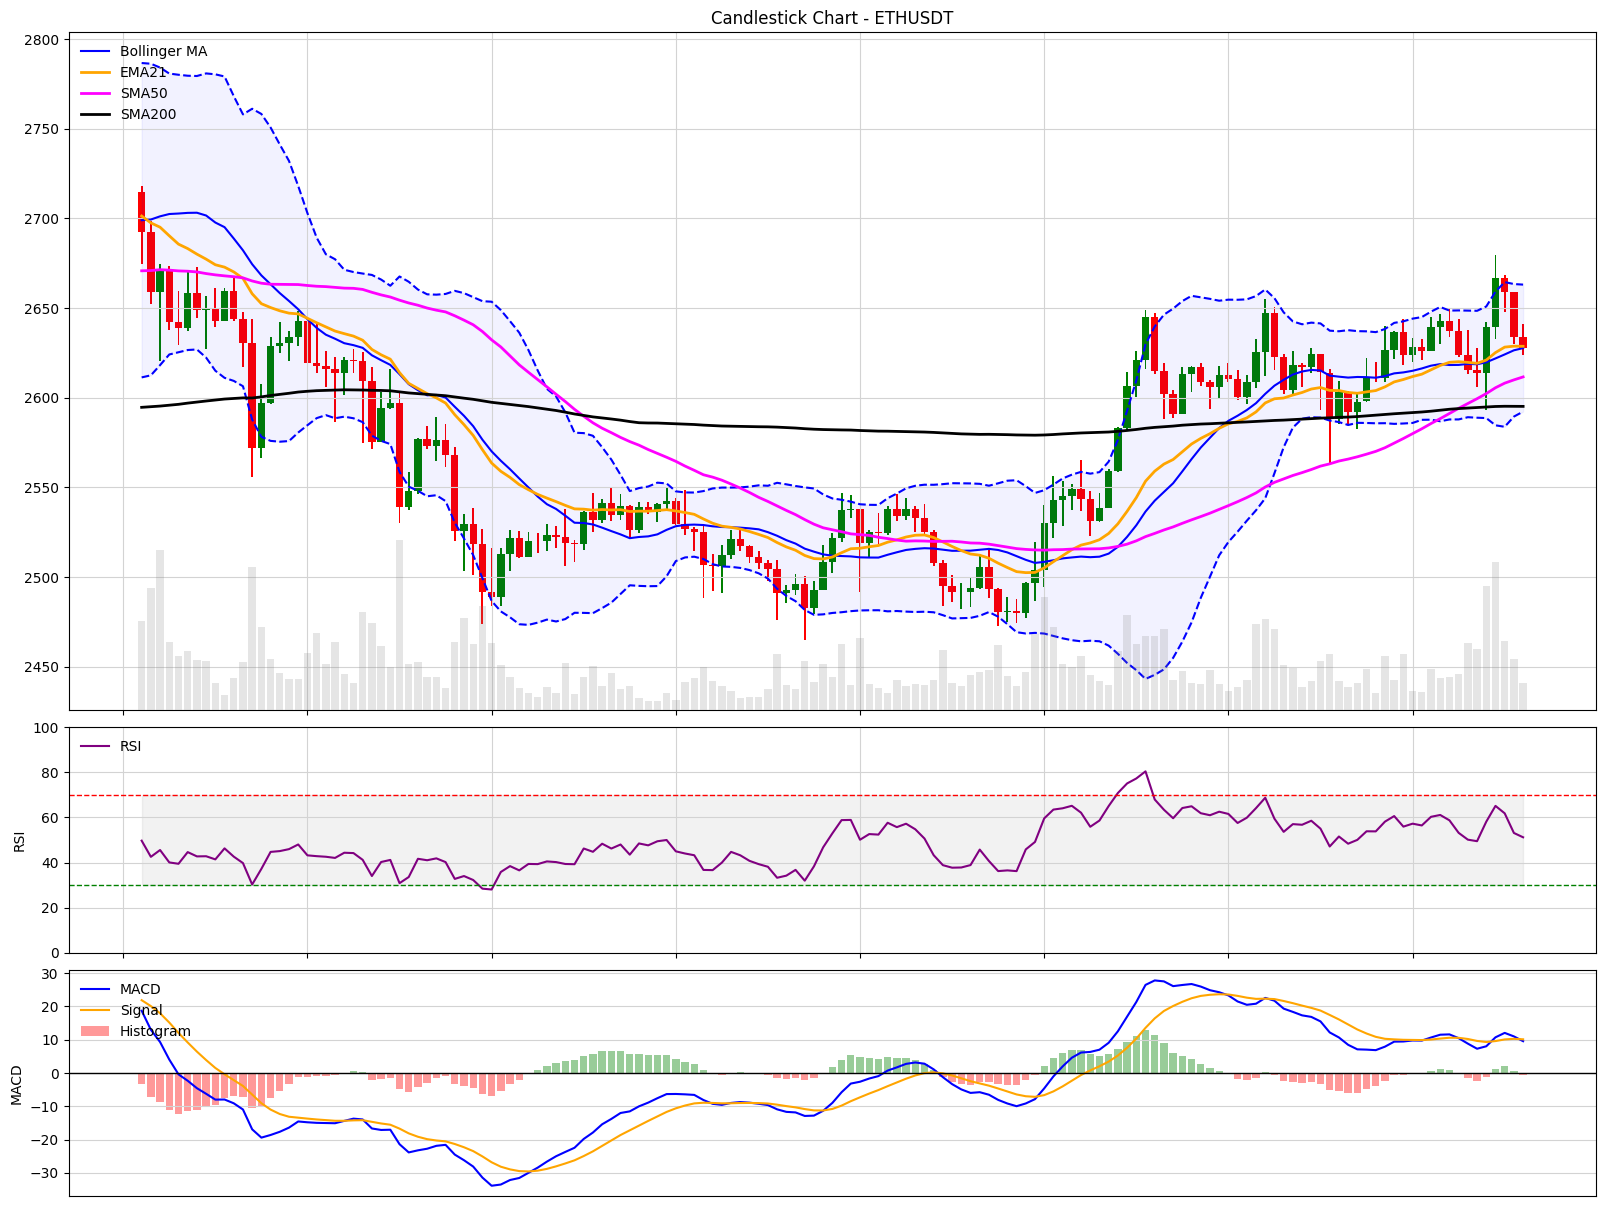 Candlestick Chart - ETHUSDT
2800
2750
2700
2650
2600
2550
2500
2450
Bollinger MA
EMA21
SMA50
SMA200
100
80
60
40
20
0
RSI
RSI
30
20
10
0
−10
−20
−30
MACD
MACD
Signal
Histogram